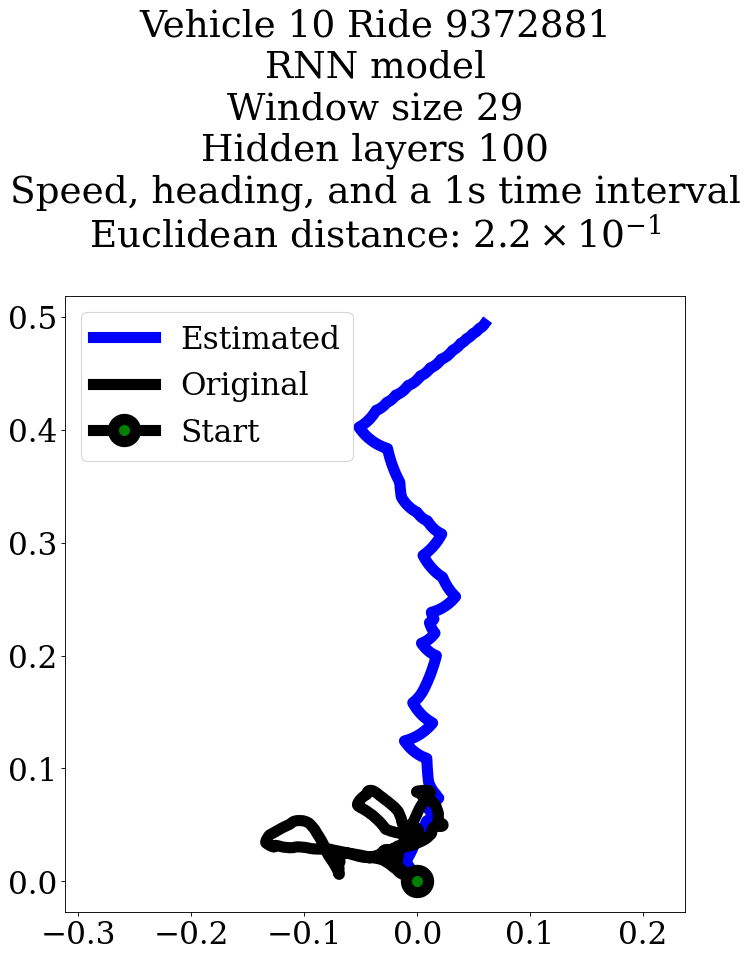 Vehicle 10 Ride 9372881
RNN model
Window size 29
Hidden layers 100
Speed, heading, and a 1s time interval
Euclidean distance: 2.2 × 10⁻¹
Estimated
Original
Start
0.5
0.4
0.3
0.2
0.1
0.0
−0.3 −0.2 −0.1 0.0 0.1 0.2